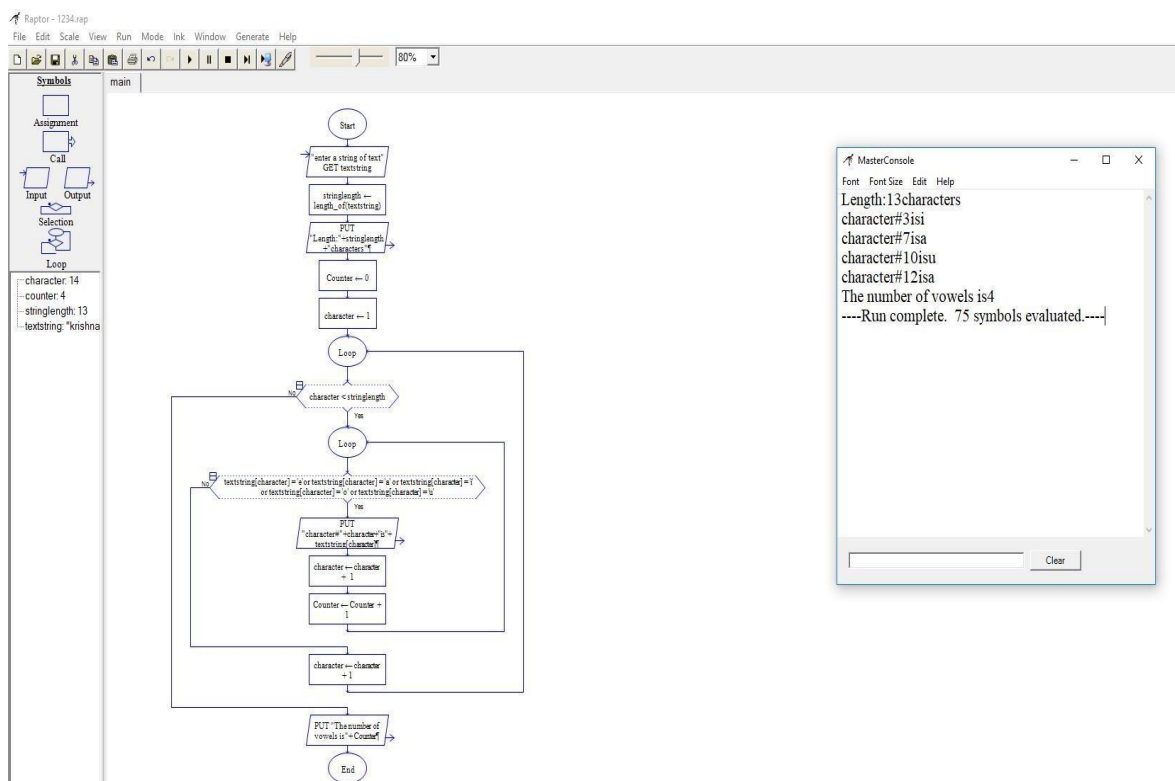 Raptor - 1234.rap
File Edit Scale View Run Mode Ink Window Generate Help
80%
Symbols
Assignment
Call
Input Output
Selection
Loop
character: 14
counter: 4
stringlength: 13
textstring: "krishna
main
Start
"enter a string of text"
GET textstring
stringlength ←
length_of(textstring)
PUT
"Length:"+stringlength
+"characters"¶
Counter ← 0
character ← 1
Loop
No
character < stringlength
Yes
Loop
No
textstring[character] = 'e' or textstring[character] = 'a' or textstring[character] = 'i'
or textstring[character] = 'o' or textstring[character] = 'u'
Yes
PUT
"character#"+character+"is"+
textstring[character]¶
character ← character
+ 1
Counter ← Counter +
1
character ← character
+ 1
PUT "The number of
vowels is"+Counter¶
End
MasterConsole
Font Font Size Edit Help
Length:13characters
character#3isi
character#7isa
character#10isu
character#12isa
The number of vowels is4
----Run complete. 75 symbols evaluated.----
Clear